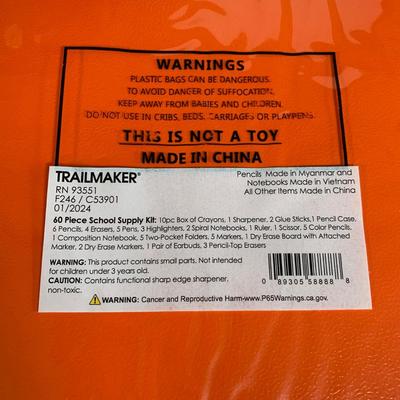 WARNINGS
PLASTIC BAGS CAN BE DANGEROUS.
TO AVOID DANGER OF SUFFOCATION,
KEEP AWAY FROM BABIES AND CHILDREN.
DO NOT USE IN CRIBS, BEDS, CARRIAGES OR PLAYPENS.
THIS IS NOT A TOY
MADE IN CHINA
TRAILMAKER®
RN 93551
F246 / C53901
01/2024
Pencils Made in Myanmar and
Notebooks Made in Vietnam
All Other Items Made in China
60 Piece School Supply Kit: 10pc Box of Crayons, 1 Sharpener, 2 Glue Sticks, 1 Pencil Case,
6 Pencils, 4 Erasers, 5 Pens, 3 Highlighters, 2 Spiral Notebooks, 1 Ruler, 1 Scissor, 5 Color Pencils,
1 Composition Notebook, 5 Two-Pocket Folders, 5 Markers, 1 Dry Erase Board with Attached
Marker, 2 Dry Erase Markers, 1 Pair of Earbuds, 3 Pencil-Top Erasers
WARNING: This product contains small parts. Not indented
for children under 3 years old.
CAUTION: Contains functional sharp edge sharpener,
non-toxic.
0 89305 58888 8
WARNING: Cancer and Reproductive Harm-www.P65Warnings.ca.gov.